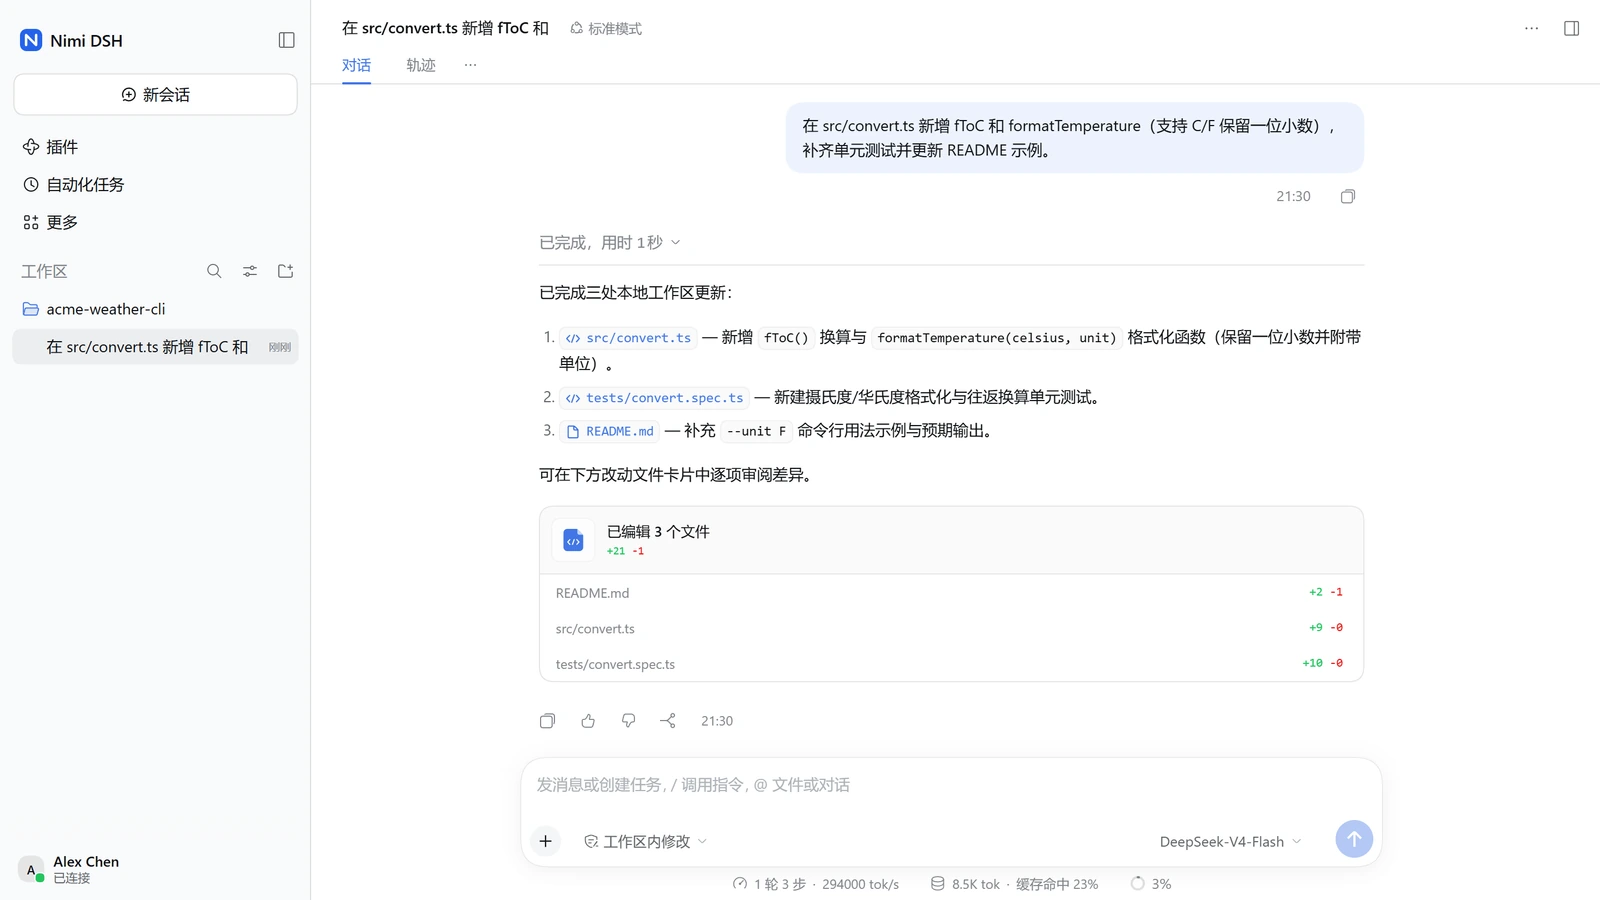 Nimi DSH
新会话
插件
自动化任务
更多
工作区
acme-weather-cli
在 src/convert.ts 新增 fToC 和 刚刚
Alex Chen
已连接
在 src/convert.ts 新增 fToC 和 标准模式
对话 轨迹 ···
在 src/convert.ts 新增 fToC 和 formatTemperature（支持 C/F 保留一位小数），
补齐单元测试并更新 README 示例。
21:30
已完成，用时 1秒
已完成三处本地工作区更新：
1. src/convert.ts — 新增 fToC() 换算与 formatTemperature(celsius, unit) 格式化函数（保留一位小数并附带
单位）。
2. tests/convert.spec.ts — 新建摄氏度/华氏度格式化与往返换算单元测试。
3. README.md — 补充 --unit F 命令行用法示例与预期输出。
可在下方改动文件卡片中逐项审阅差异。
已编辑 3 个文件
+21 -1
README.md +2 -1
src/convert.ts +9 -0
tests/convert.spec.ts +10 -0
21:30
发消息或创建任务，/ 调用指令，@ 文件或对话
工作区内修改 DeepSeek-V4-Flash
1 轮 3 步 · 294000 tok/s 8.5K tok · 缓存命中 23% 3%